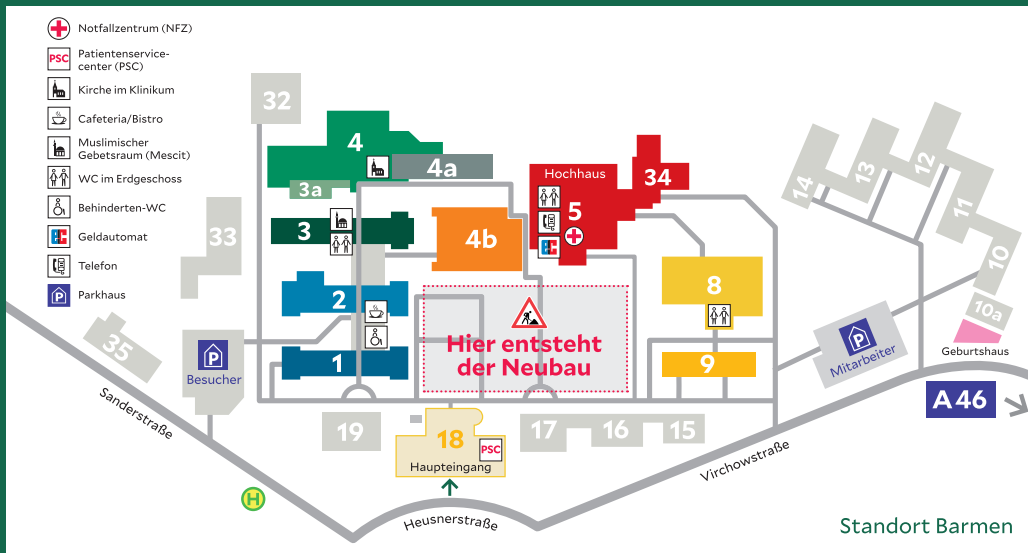 Notfallzentrum (NFZ)
PSC
Patientenservice-
center (PSC)
Kirche im Klinikum
Cafeteria/Bistro
Muslimischer
Gebetsraum (Mescit)
WC im Erdgeschoss
Behinderten-WC
Geldautomat
Telefon
P
Parkhaus
32
33
35
P
Besucher
4
4a
3a
3
4b
2
1
Hochhaus
5
34
8
9
Hier entsteht
der Neubau
19
18
PSC
Haupteingang
17
16
15
14
13
12
11
10
10a
Geburtshaus
P
Mitarbeiter
A 46
Sanderstraße
H
Heusnerstraße
Virchowstraße
Standort Barmen